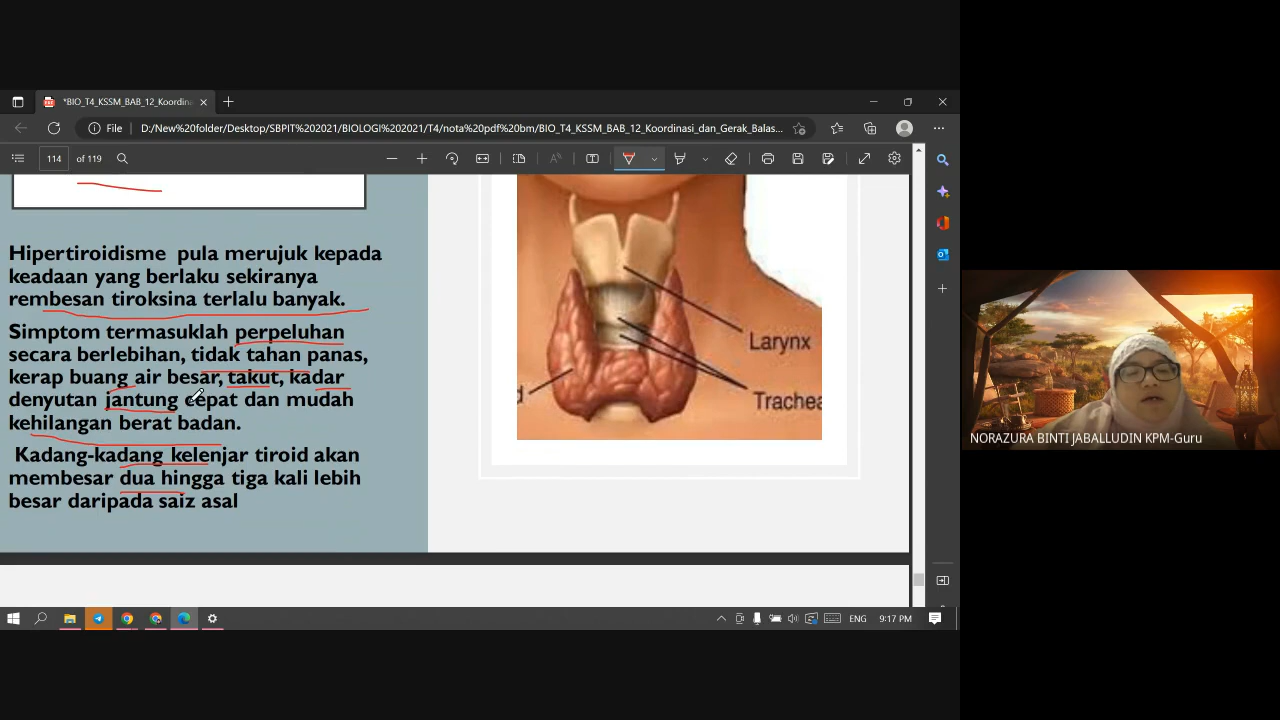 *BIO_T4_KSSM_BAB_12_Koordina
File D:/New%20folder/Desktop/SBPIT%202021/BIOLOGI%202021/T4/nota%20pdf%20bm/BIO_T4_KSSM_BAB_12_Koordinasi_dan_Gerak_Balas...
114 of 119
Hipertiroidisme pula merujuk kepada
keadaan yang berlaku sekiranya
rembesan tiroksina terlalu banyak.
Simptom termasuklah perpeluhan
secara berlebihan, tidak tahan panas,
kerap buang air besar, takut, kadar
denyutan jantung cepat dan mudah
kehilangan berat badan.
Kadang-kadang kelenjar tiroid akan
membesar dua hingga tiga kali lebih
besar daripada saiz asal
Larynx
Trachea
d
NORAZURA BINTI JABALLUDIN KPM-Guru
ENG 9:17 PM